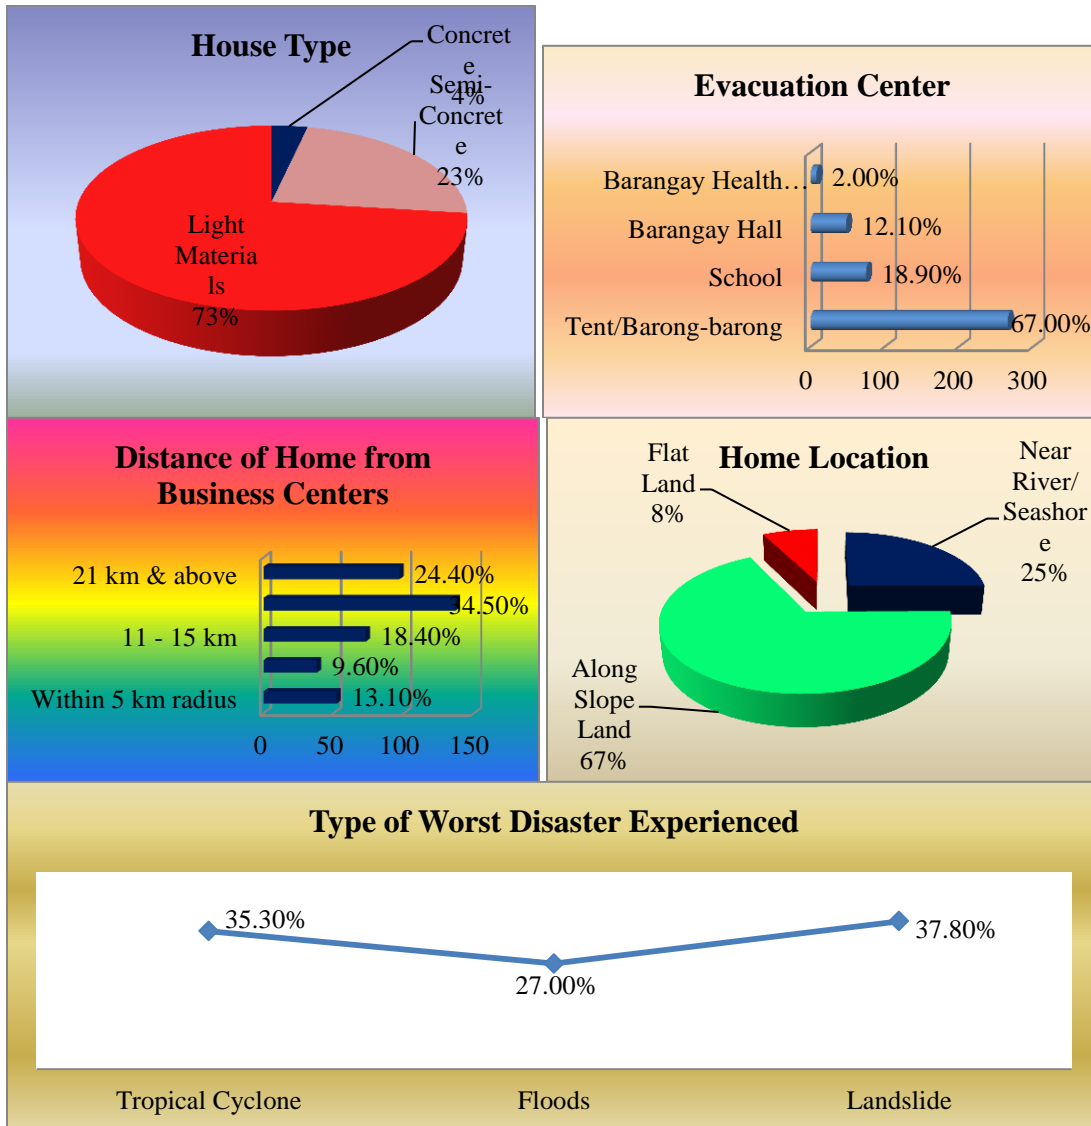 House Type
Concret
e
4%
Semi-
Concret
e
23%
Light
Materia
ls
73%
Evacuation Center
Barangay Health…
2.00%
Barangay Hall
12.10%
School
18.90%
Tent/Barong-barong
67.00%
0 100 200 300
Distance of Home from
Business Centers
21 km & above
24.40%
34.50%
11 - 15 km
18.40%
9.60%
Within 5 km radius
13.10%
0 50 100 150
Home Location
Flat
Land
8%
Near
River/
Seashor
e
25%
Along
Slope
Land
67%
Type of Worst Disaster Experienced
35.30%
27.00%
37.80%
Tropical Cyclone
Floods
Landslide